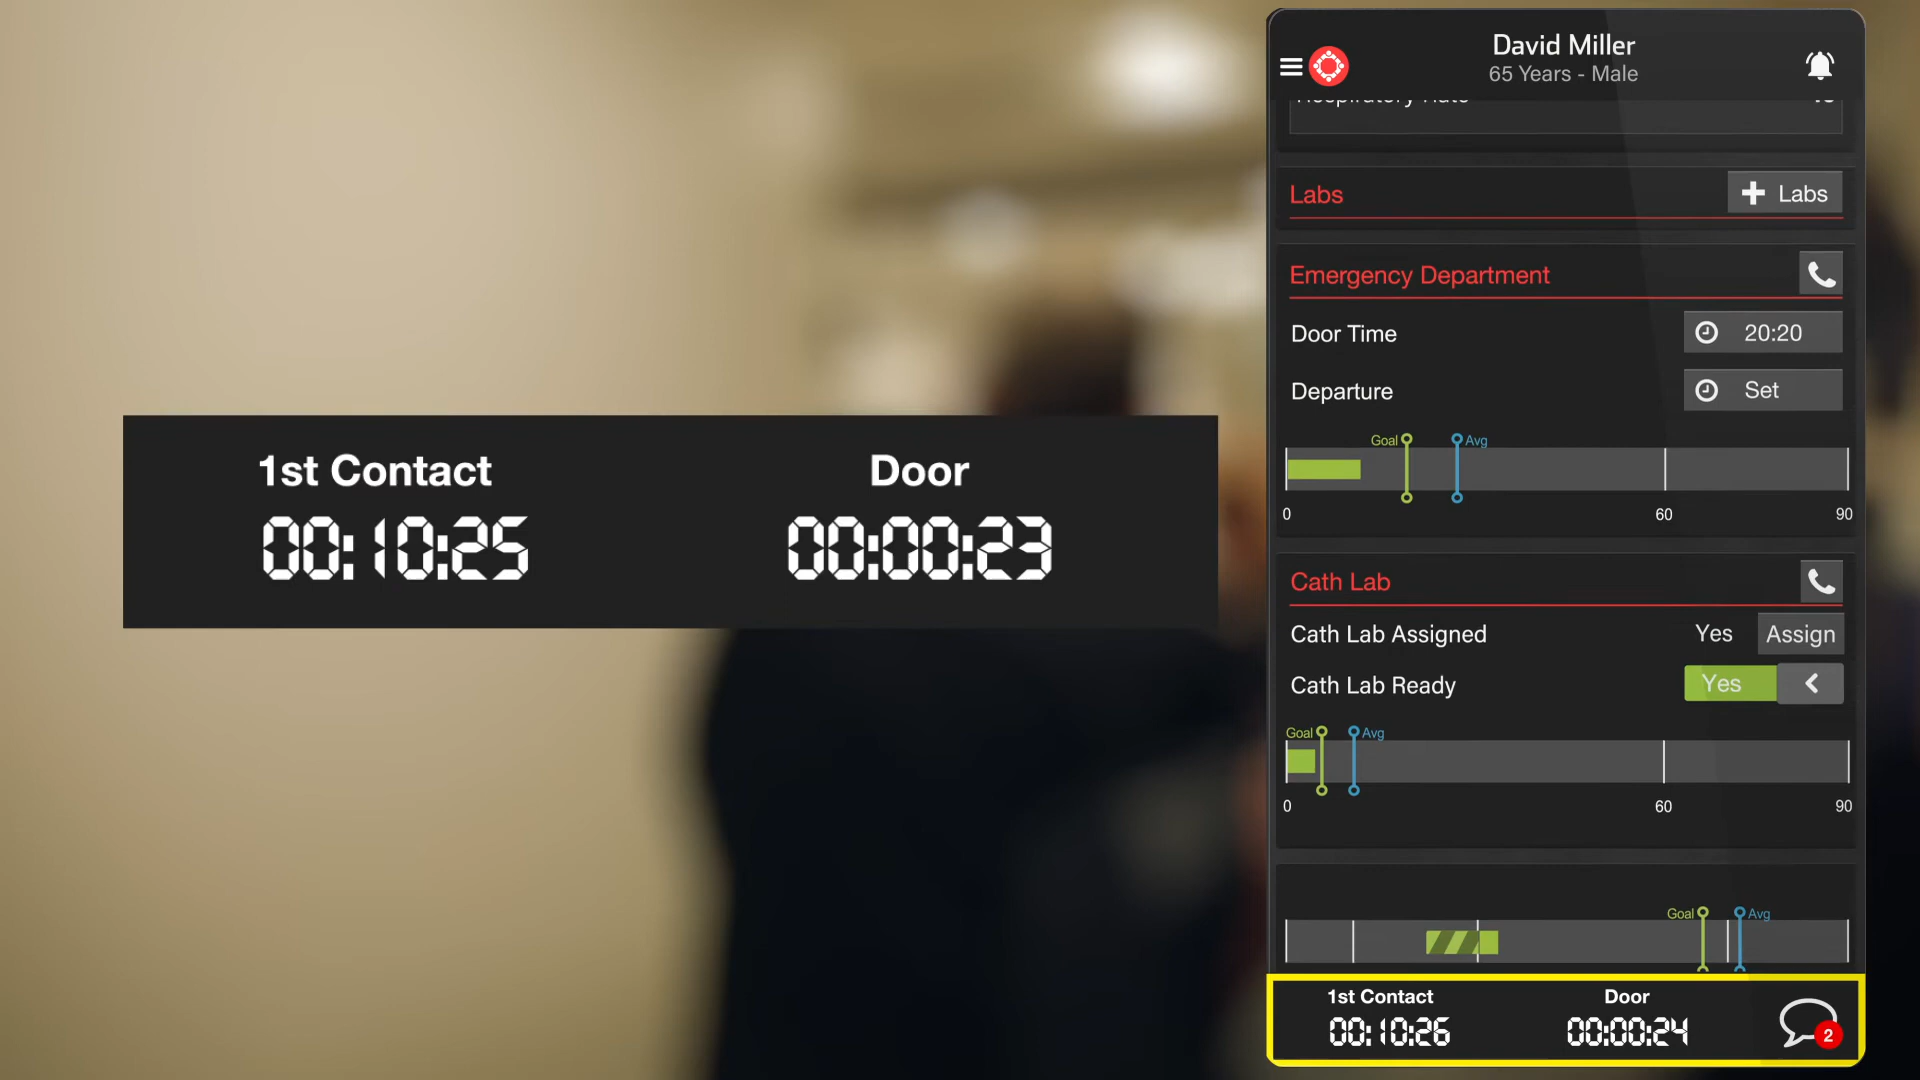 1st Contact
Door
00:10:25
00:00:23
David Miller
65 Years - Male
Respiratory Rate
Labs
Labs
Emergency Department
Door Time
20:20
Departure
Set
Goal
Avg
0
60
90
Cath Lab
Cath Lab Assigned
Yes
Assign
Cath Lab Ready
Yes
Goal
Avg
0
60
90
Goal
Avg
1st Contact
Door
00:10:26
00:00:24
2